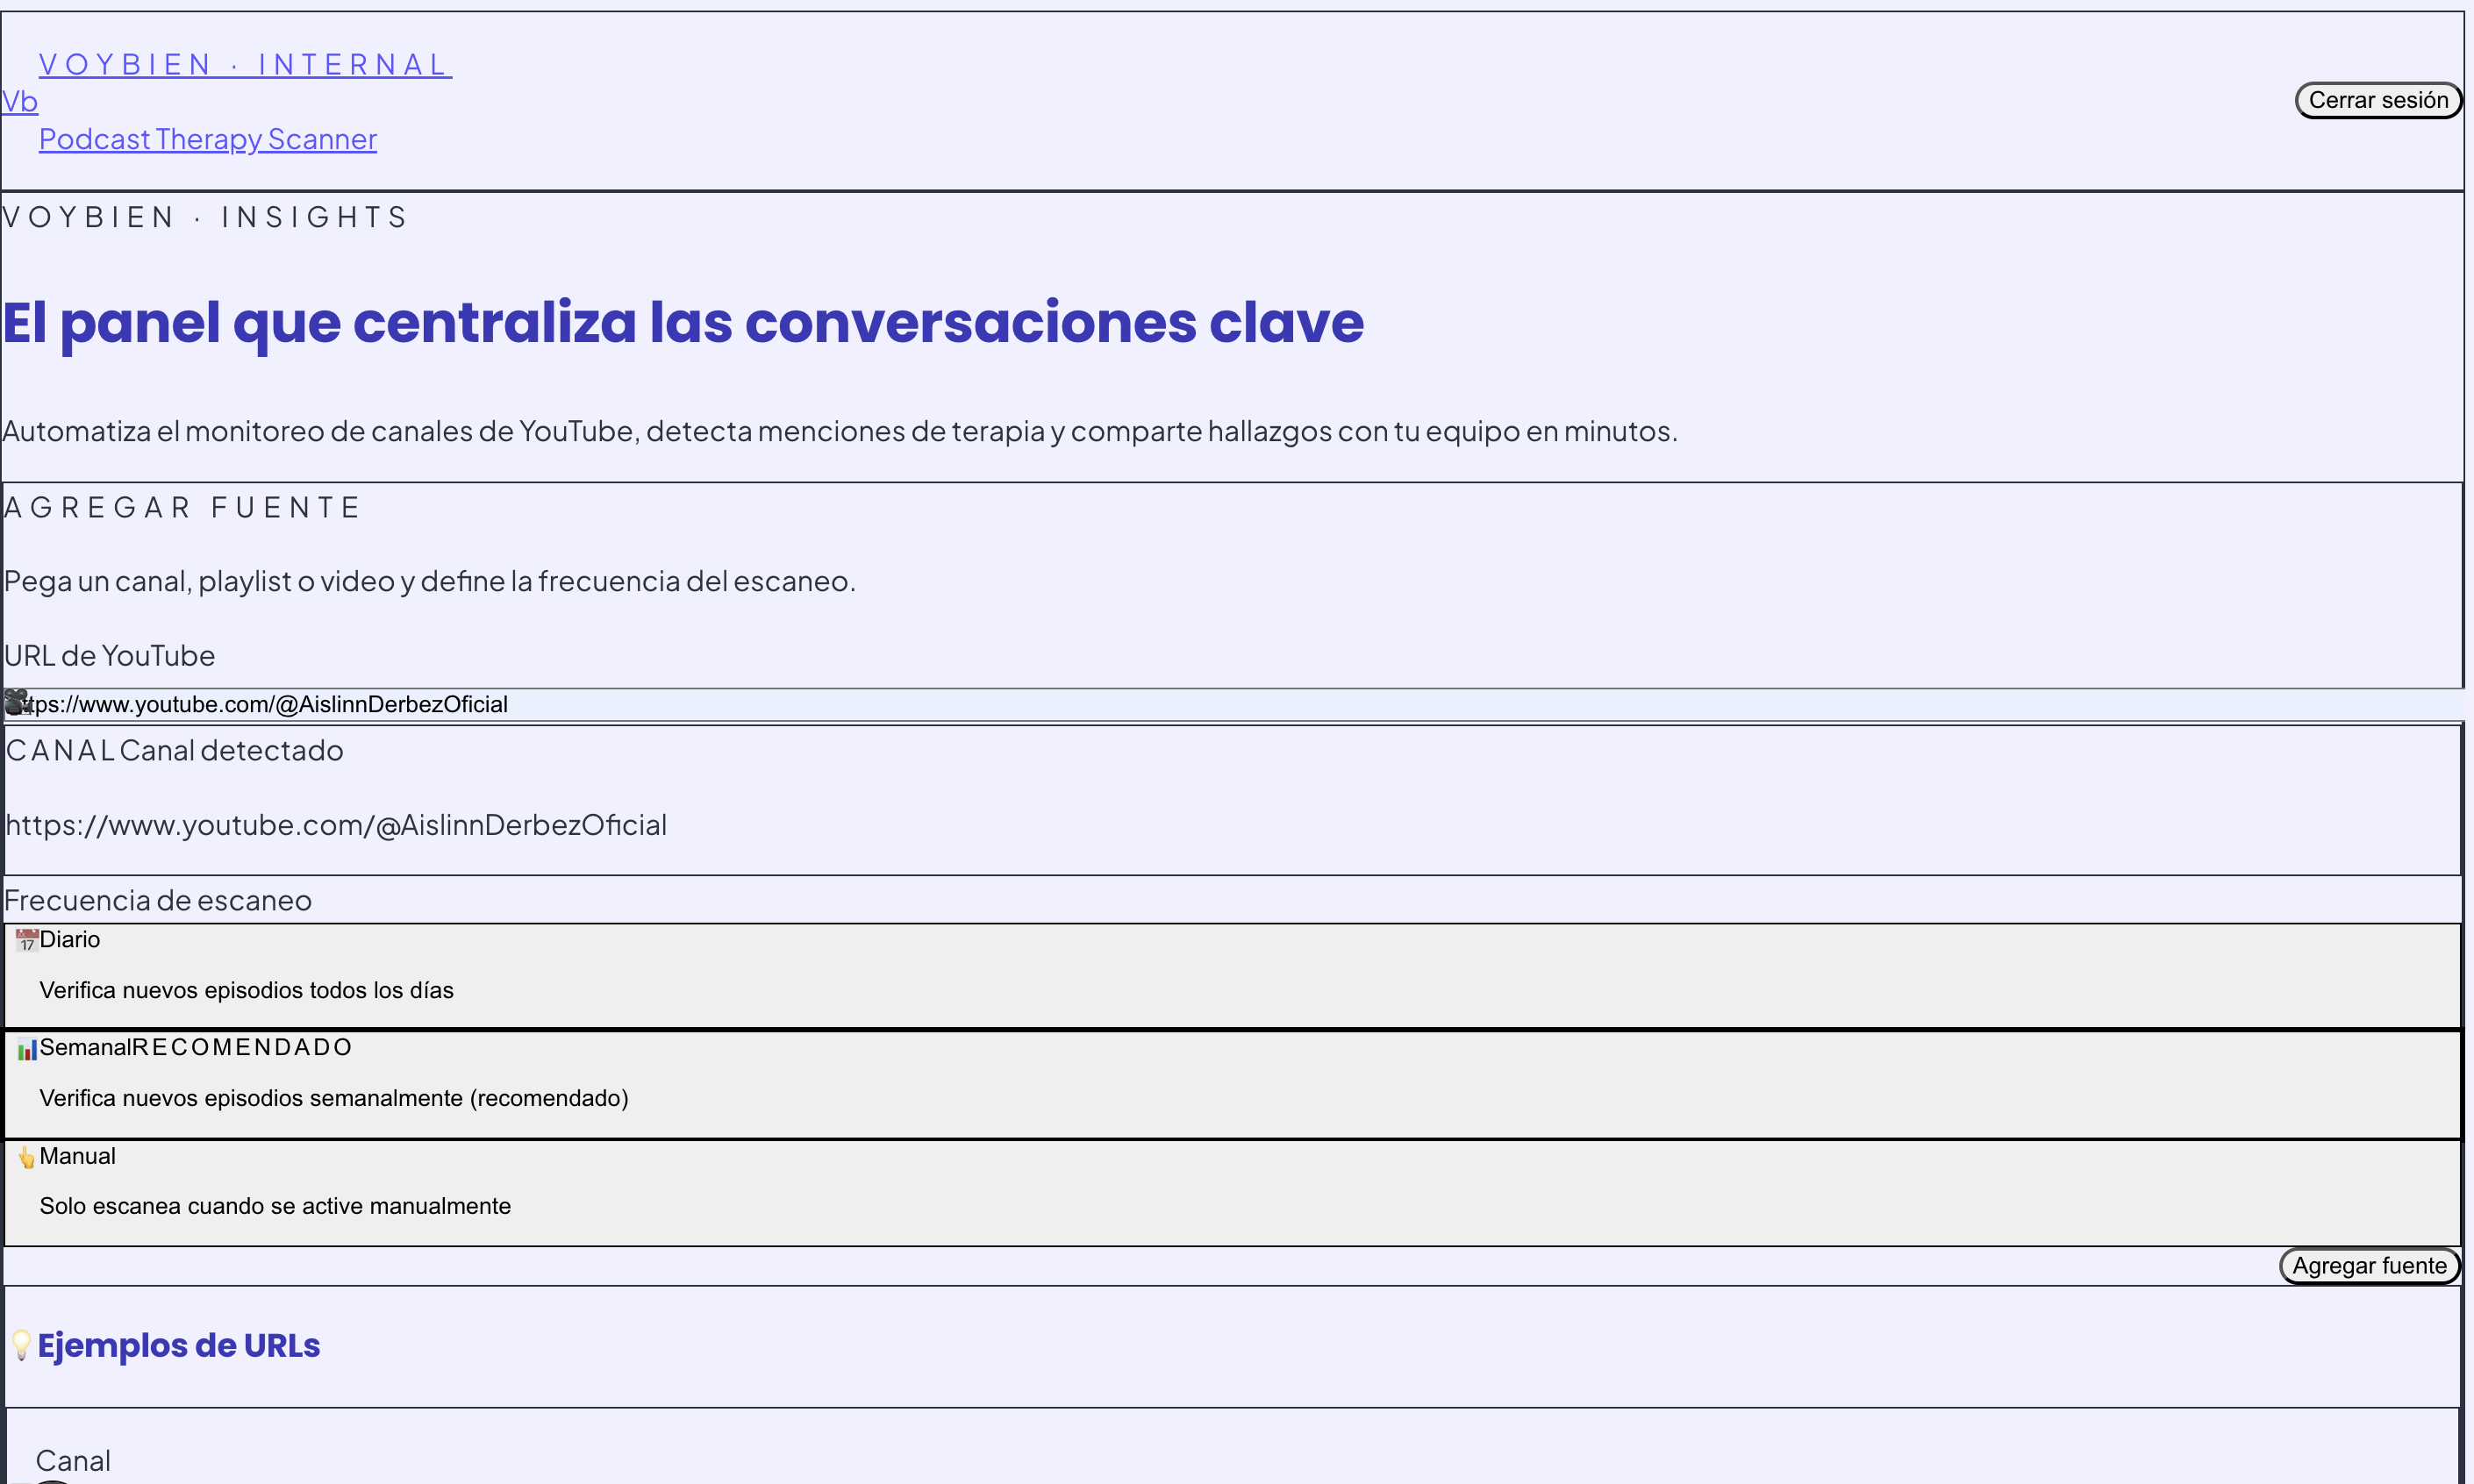 VOYBIEN · INTERNAL
Vb
Podcast Therapy Scanner
Cerrar sesión
VOYBIEN · INSIGHTS
El panel que centraliza las conversaciones clave
Automatiza el monitoreo de canales de YouTube, detecta menciones de terapia y comparte hallazgos con tu equipo en minutos.
AGREGAR FUENTE
Pega un canal, playlist o video y define la frecuencia del escaneo.
URL de YouTube
tps://www.youtube.com/@AislinnDerbezOficial
CANAL Canal detectado
https://www.youtube.com/@AislinnDerbezOficial
Frecuencia de escaneo
17 Diario
Verifica nuevos episodios todos los días
Semanal RECOMENDADO
Verifica nuevos episodios semanalmente (recomendado)
Manual
Solo escanea cuando se active manualmente
Agregar fuente
Ejemplos de URLs
Canal